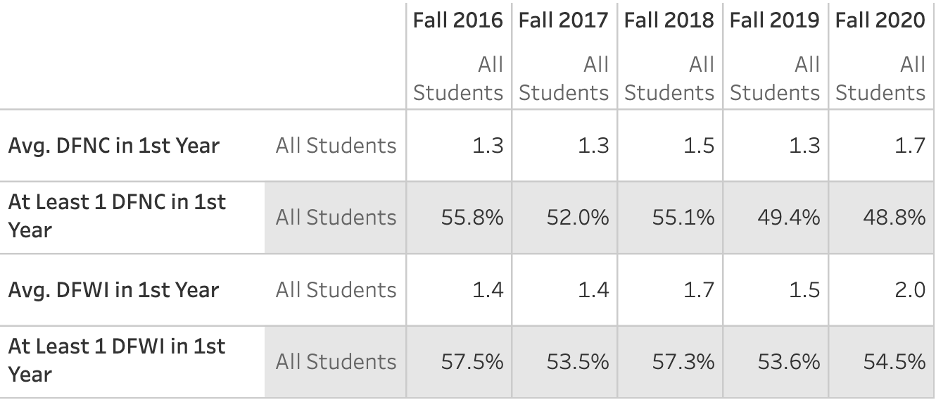 Fall 2016 Fall 2017 Fall 2018 Fall 2019 Fall 2020
All All All All All
Students Students Students Students Students
Avg. DFNC in 1st Year All Students 1.3 1.3 1.5 1.3 1.7
At Least 1 DFNC in 1st
Year All Students 55.8% 52.0% 55.1% 49.4% 48.8%
Avg. DFWI in 1st Year All Students 1.4 1.4 1.7 1.5 2.0
At Least 1 DFWI in 1st
Year All Students 57.5% 53.5% 57.3% 53.6% 54.5%